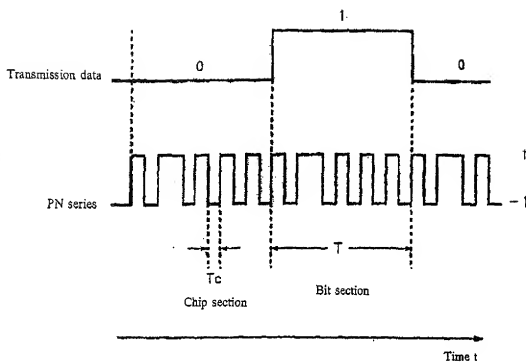 1
0
0
Transmission data
1
PN series
-1
T
Tc
Chip section
Bit section
Time t